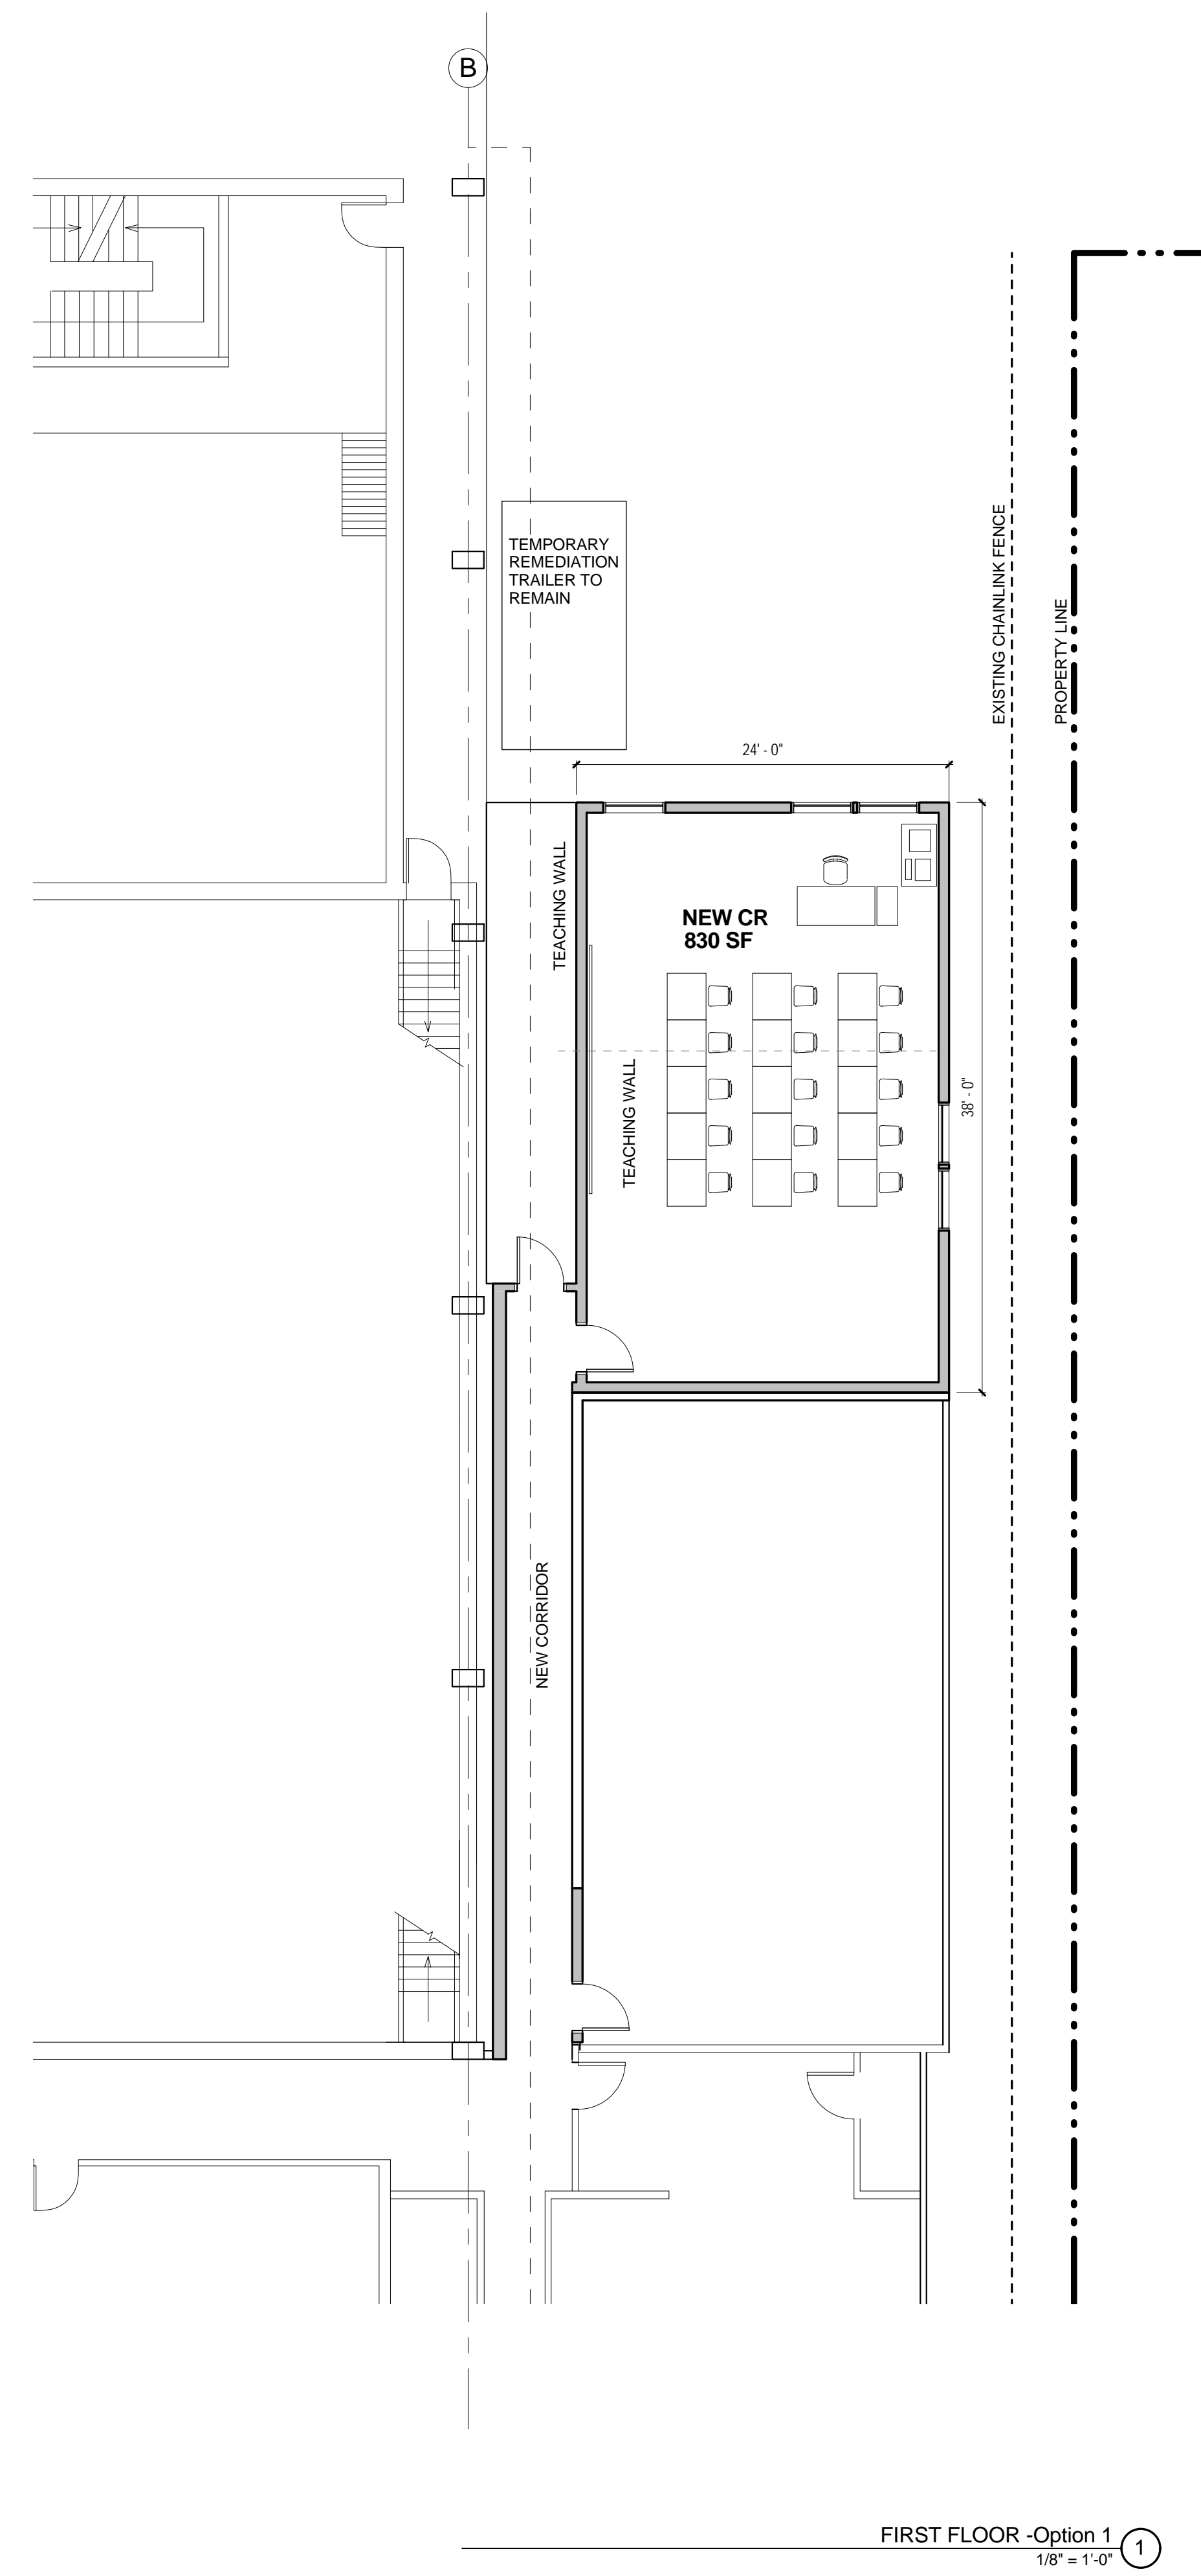 B
TEMPORARY
REMEDIATION
TRAILER TO
REMAIN
EXISTING CHAINLINK FENCE
PROPERTY LINE
24' - 0"
TEACHING WALL
NEW CR
830 SF
TEACHING WALL
38' - 0"
NEW CORRIDOR
FIRST FLOOR -Option 1
1
1/8" = 1'-0"